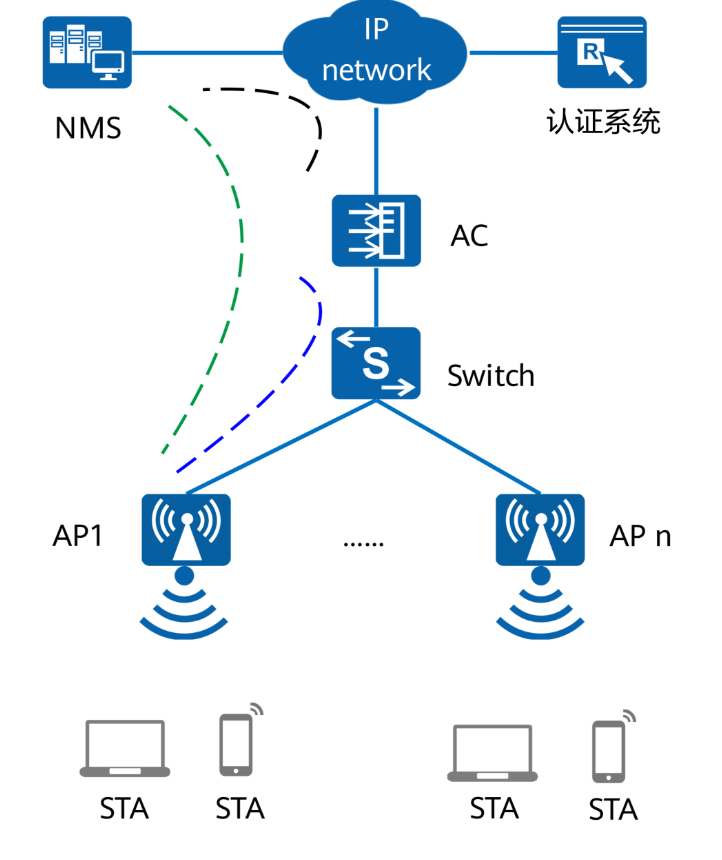 IP
network
R
NMS
认证系统
AC
S
Switch
AP1
......
AP n
STA
STA
STA
STA